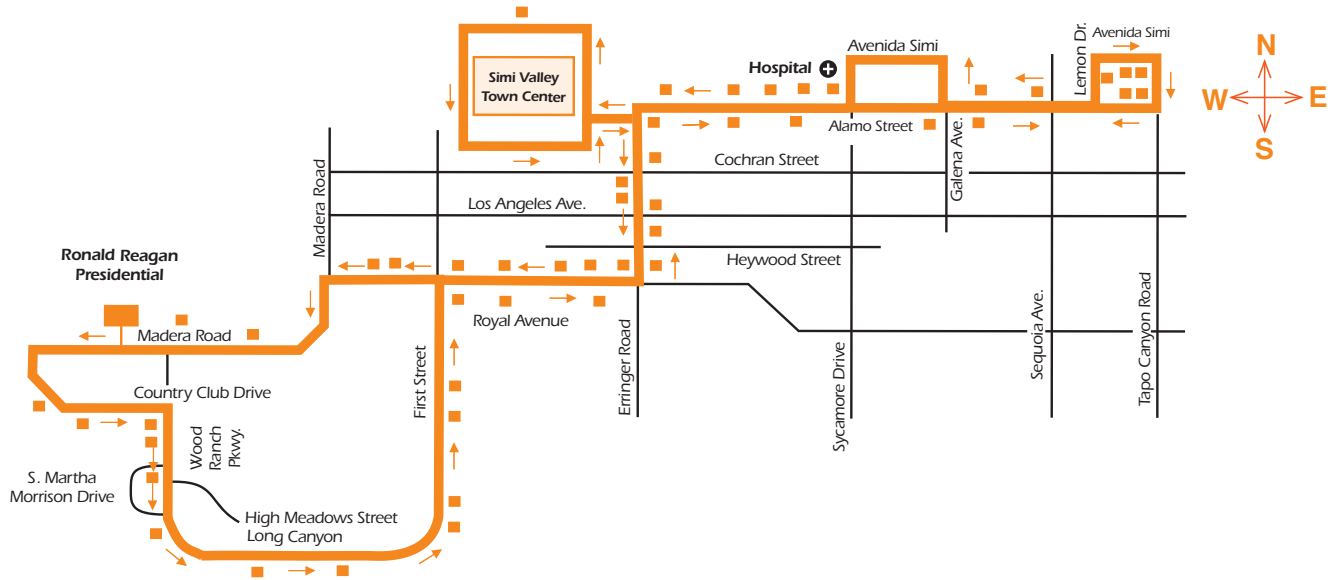 Simi Valley
Town Center
Hospital
Avenida Simi
Lemon Dr.
Avenida Simi
N
W
E
S
Alamo Street
Cochran Street
Galena Ave.
Madera Road
Los Angeles Ave.
Heywood Street
Ronald Reagan
Presidential
Madera Road
Royal Avenue
First Street
Erringer Road
Sycamore Drive
Sequoia Ave.
Tapo Canyon Road
Country Club Drive
Wood
Ranch
Pkwy.
S. Martha
Morrison Drive
High Meadows Street
Long Canyon